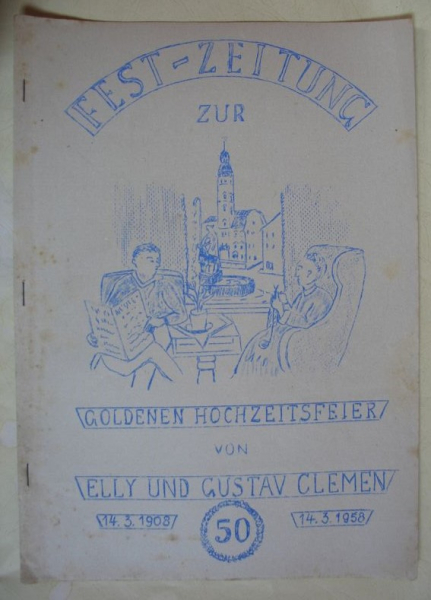 FEST-ZEITUNG
ZUR
GOLDENEN HOCHZEITSFEIER
VON
ELLY UND GUSTAV CLEMEN
14.3.1908
50
14.3.1958